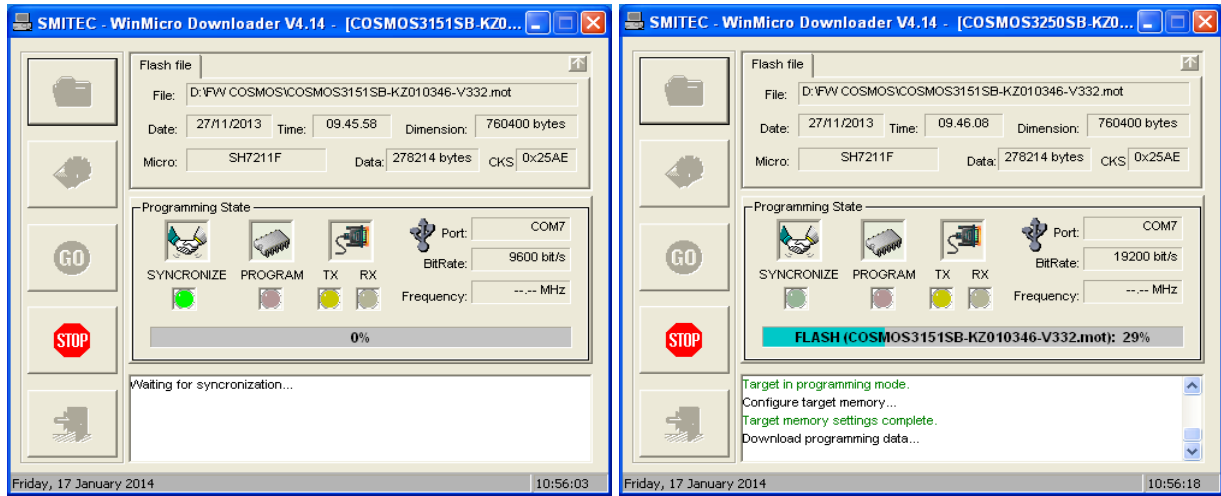 SMITEC - WinMicro Downloader V4.14 - [COSMOS3151SB-KZ0...
Flash file
File: D:\FW COSMOS\COSMOS3151SB-KZ010346-V332.mot
Date: 27/11/2013 Time: 09.45.58 Dimension: 760400 bytes
Micro: SH7211F Data: 278214 bytes CKS 0x25AE
Programming State
Port: COM7
GO
BitRate: 9600 bit/s
SYNCRONIZE PROGRAM TX RX
Frequency: --.-- MHz
STOP
0%
Waiting for syncronization...
Friday, 17 January 2014 10:56:03
SMITEC - WinMicro Downloader V4.14 - [COSMOS3250SB-KZ0...
Flash file
File: D:\FW COSMOS\COSMOS3151SB-KZ010346-V332.mot
Date: 27/11/2013 Time: 09.46.08 Dimension: 760400 bytes
Micro: SH7211F Data: 278214 bytes CKS 0x25AE
Programming State
Port: COM7
GO
BitRate: 19200 bit/s
SYNCRONIZE PROGRAM TX RX
Frequency: --.-- MHz
STOP
FLASH (COSMOS3151SB-KZ010346-V332.mot): 29%
Target in programming mode.
Configure target memory...
Target memory settings complete.
Download programming data...
Friday, 17 January 2014 10:56:18